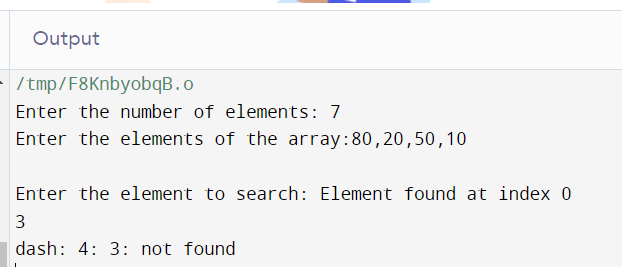 Output
/tmp/F8KnbyobqB.o
Enter the number of elements: 7
Enter the elements of the array:80,20,50,10
Enter the element to search: Element found at index 0
3
dash: 4: 3: not found